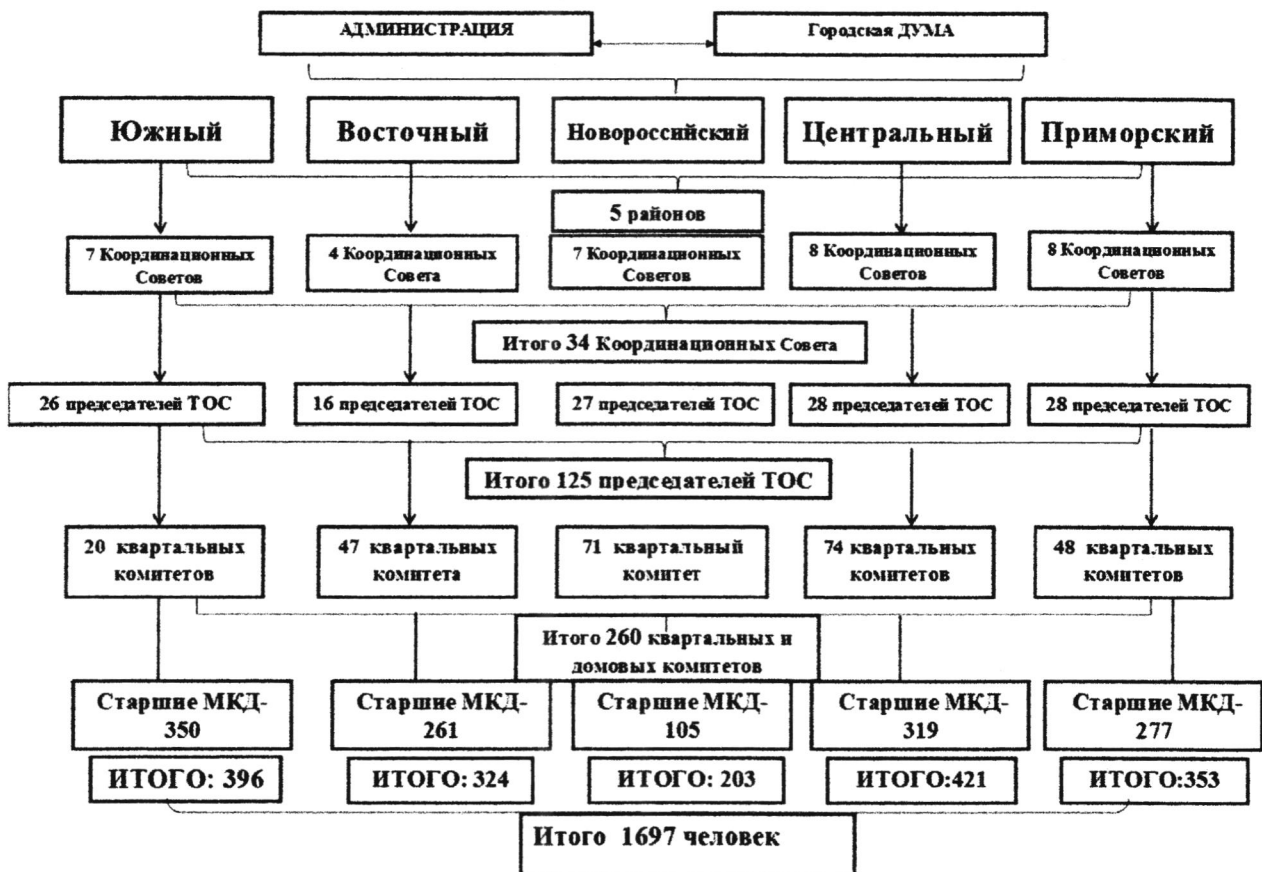 АДМИНИСТРАЦИЯ
Городская ДУМА
Южный
Восточный
Новороссийский
Центральный
Приморский
5 районов
7 Координационных
Советов
4 Координационных
Совета
7 Координационных
Советов
8 Координационных
Советов
8 Координационных
Советов
Итого 34 Координационных Совета
26 председателей ТОС
16 председателей ТОС
27 председателей ТОС
28 председателей ТОС
28 председателей ТОС
Итого 125 председателей ТОС
20 квартальных
комитетов
47 квартальных
комитета
71 квартальный
комитет
74 квартальных
комитетов
48 квартальных
комитетов
Итого 260 квартальных и
домовых комитетов
Старшие МКД-
350
Старшие МКД-
261
Старшие МКД-
105
Старшие МКД-
319
Старшие МКД-
277
ИТОГО: 396
ИТОГО: 324
ИТОГО: 203
ИТОГО:421
ИТОГО:353
Итого 1697 человек